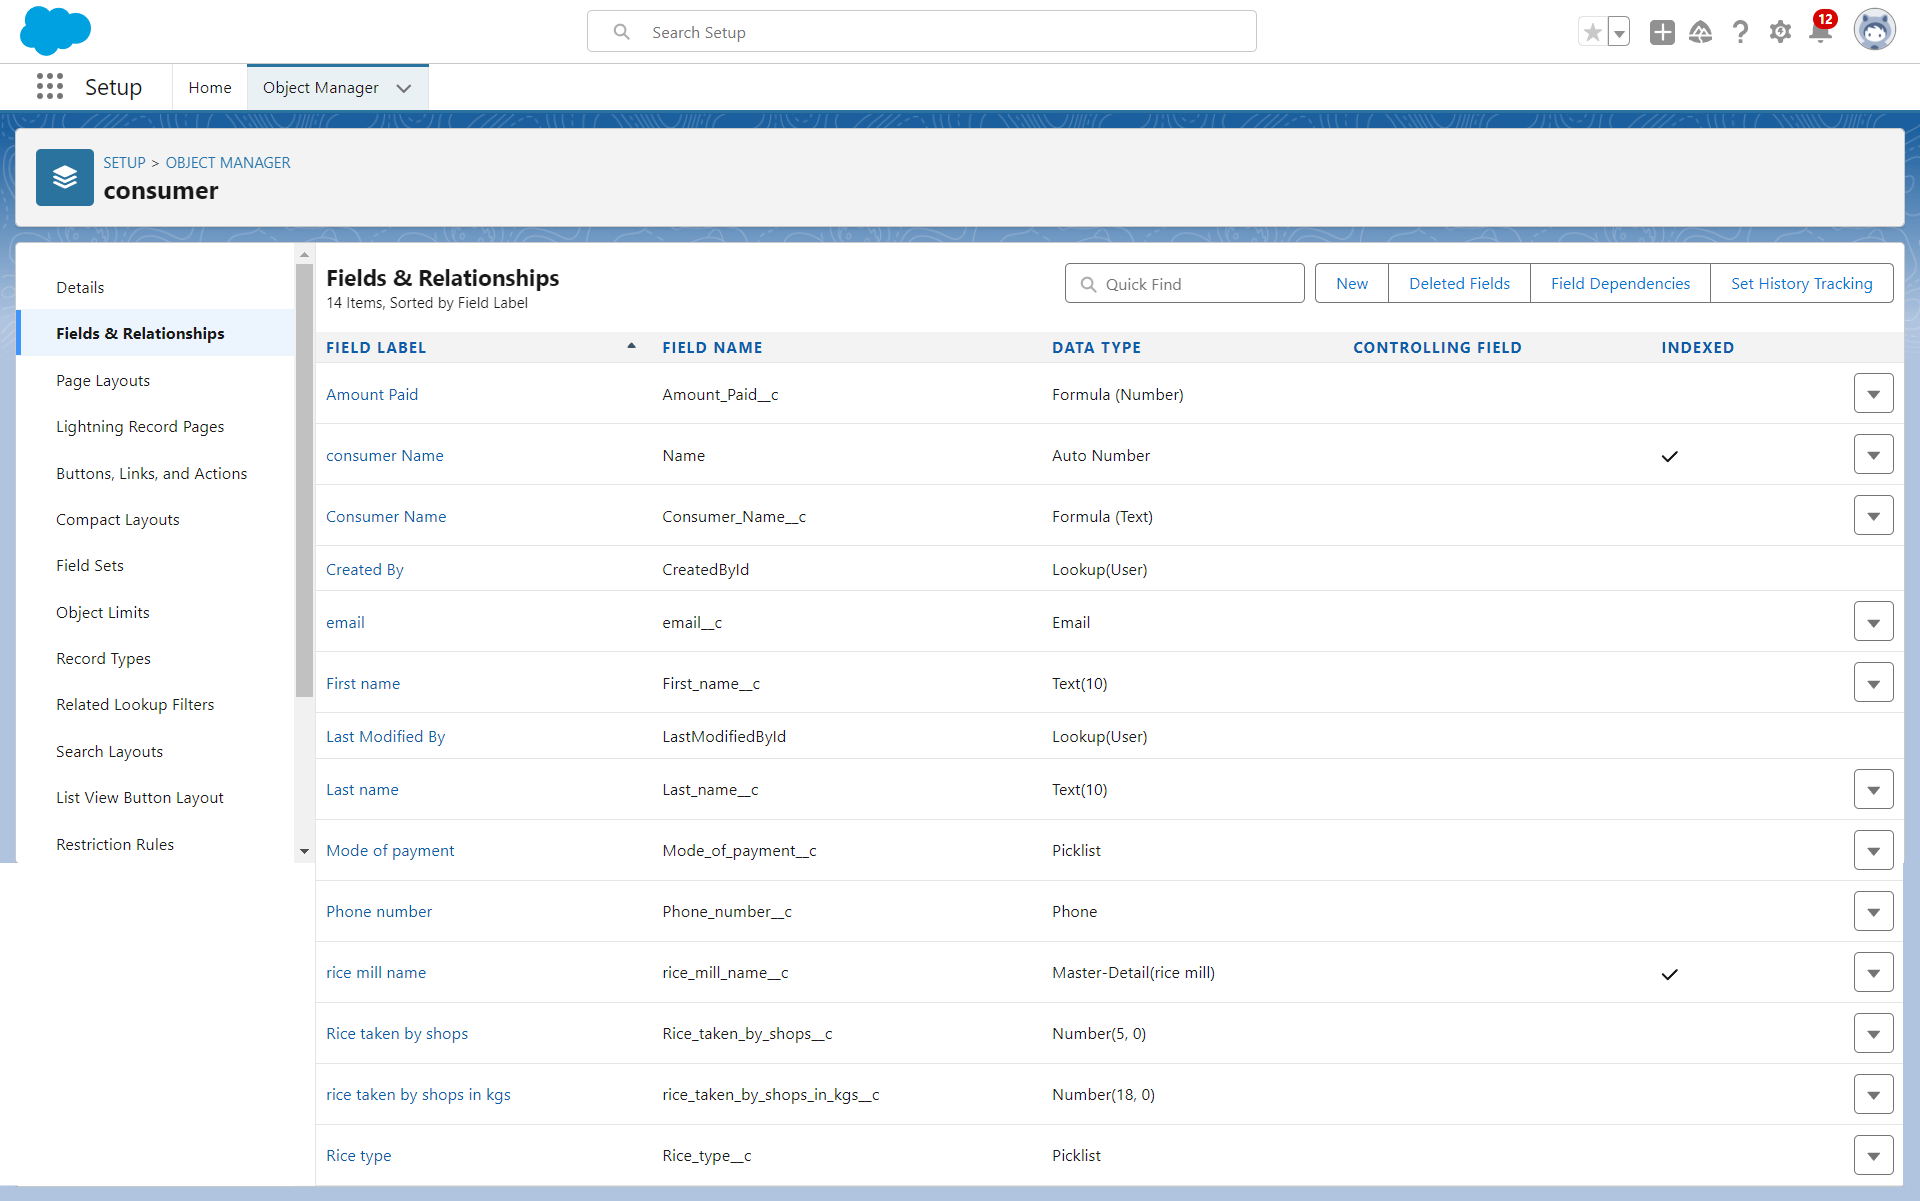 Search Setup
12
Setup
Home
Object Manager
SETUP > OBJECT MANAGER
consumer
Details
Fields & Relationships
Page Layouts
Lightning Record Pages
Buttons, Links, and Actions
Compact Layouts
Field Sets
Object Limits
Record Types
Related Lookup Filters
Search Layouts
List View Button Layout
Restriction Rules
Fields & Relationships
14 Items, Sorted by Field Label
Quick Find
New
Deleted Fields
Field Dependencies
Set History Tracking
FIELD LABEL FIELD NAME DATA TYPE CONTROLLING FIELD INDEXED
Amount Paid Amount_Paid__c Formula (Number)
consumer Name Name Auto Number
Consumer Name Consumer_Name__c Formula (Text)
Created By CreatedById Lookup(User)
email email__c Email
First name First_name__c Text(10)
Last Modified By LastModifiedById Lookup(User)
Last name Last_name__c Text(10)
Mode of payment Mode_of_payment__c Picklist
Phone number Phone_number__c Phone
rice mill name rice_mill_name__c Master-Detail(rice mill)
Rice taken by shops Rice_taken_by_shops__c Number(5, 0)
rice taken by shops in kgs rice_taken_by_shops_in_kgs__c Number(18, 0)
Rice type Rice_type__c Picklist